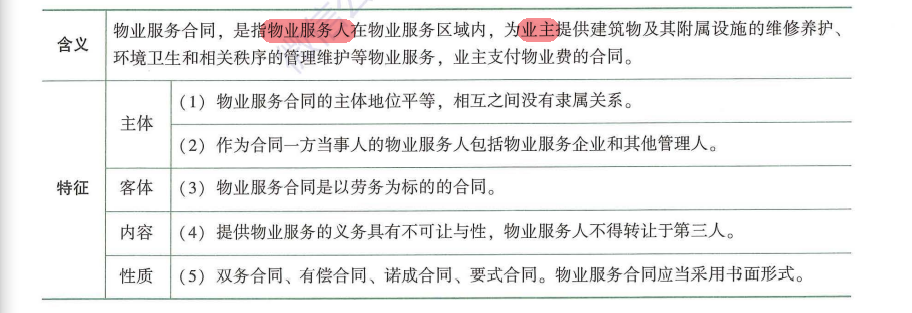 含义
物业服务合同，是指物业服务人在物业服务区域内，为业主提供建筑物及其附属设施的维修养护、
环境卫生和相关秩序的管理维护等物业服务，业主支付物业费的合同。
特征
主体
（1）物业服务合同的主体地位平等，相互之间没有隶属关系。
（2）作为合同一方当事人的物业服务人包括物业服务企业和其他管理人。
客体
（3）物业服务合同是以劳务为标的的合同。
内容
（4）提供物业服务的义务具有不可让与性，物业服务人不得转让于第三人。
性质
（5）双务合同、有偿合同、诺成合同、要式合同。物业服务合同应当采用书面形式。